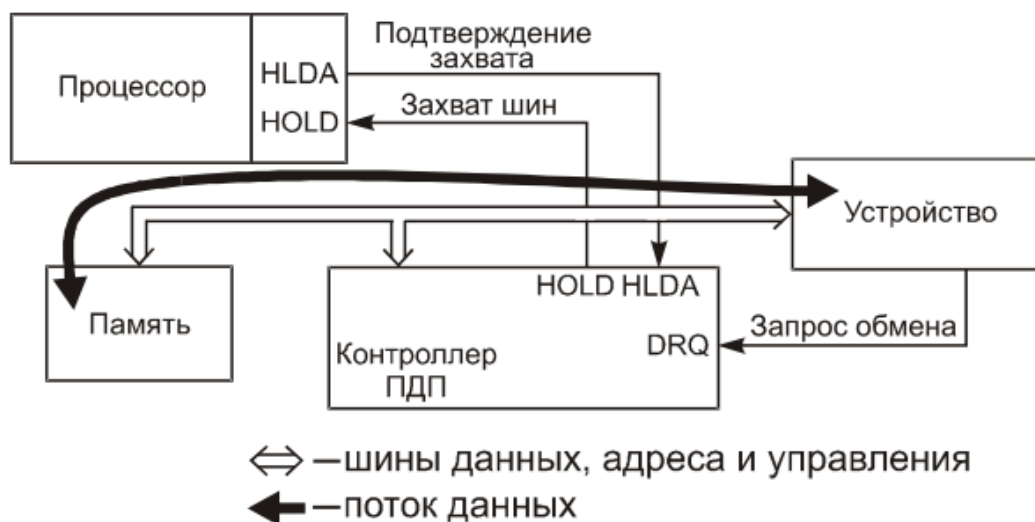 Подтверждение
захвата
Процессор
HLDA
HOLD
Захват шин
Устройство
Память
HOLD HLDA
Запрос обмена
DRQ
Контроллер
ПДП
—шины данных, адреса и управления
—поток данных